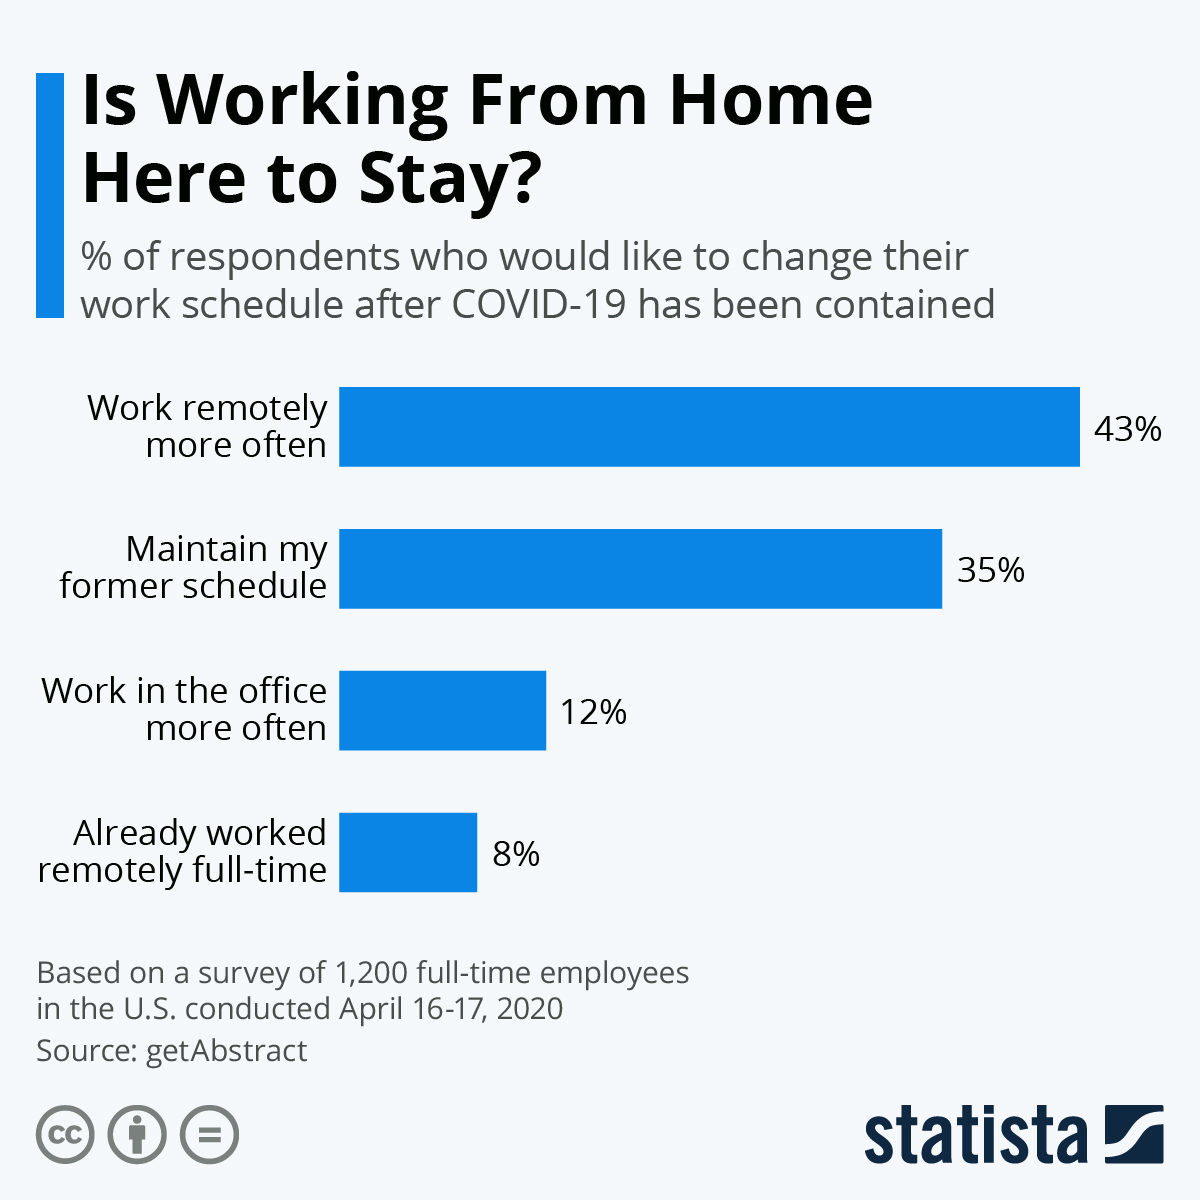 Is Working From Home
Here to Stay?
% of respondents who would like to change their
work schedule after COVID-19 has been contained
Work remotely
more often
43%
Maintain my
former schedule
35%
Work in the office
more often
12%
Already worked
remotely full-time
8%
Based on a survey of 1,200 full-time employees
in the U.S. conducted April 16-17, 2020
Source: getAbstract
cc
statista